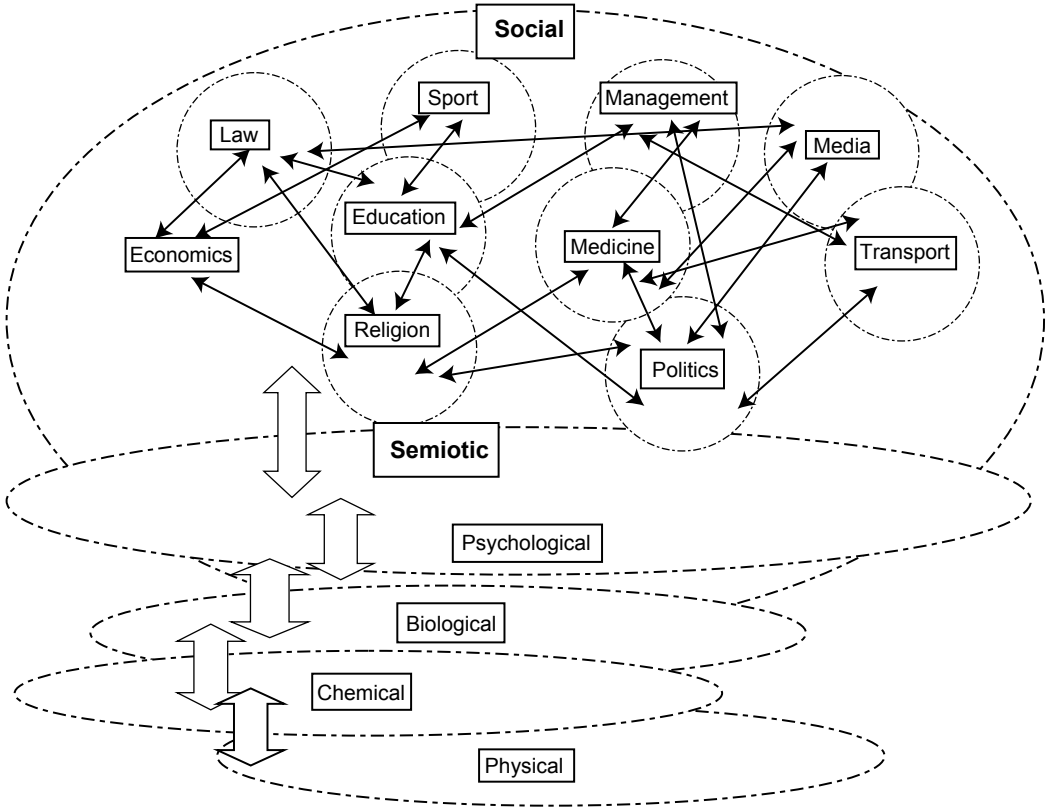 Social
Sport
Management
Law
Media
Education
Medicine
Economics
Transport
Religion
Politics
Semiotic
Psychological
Biological
Chemical
Physical